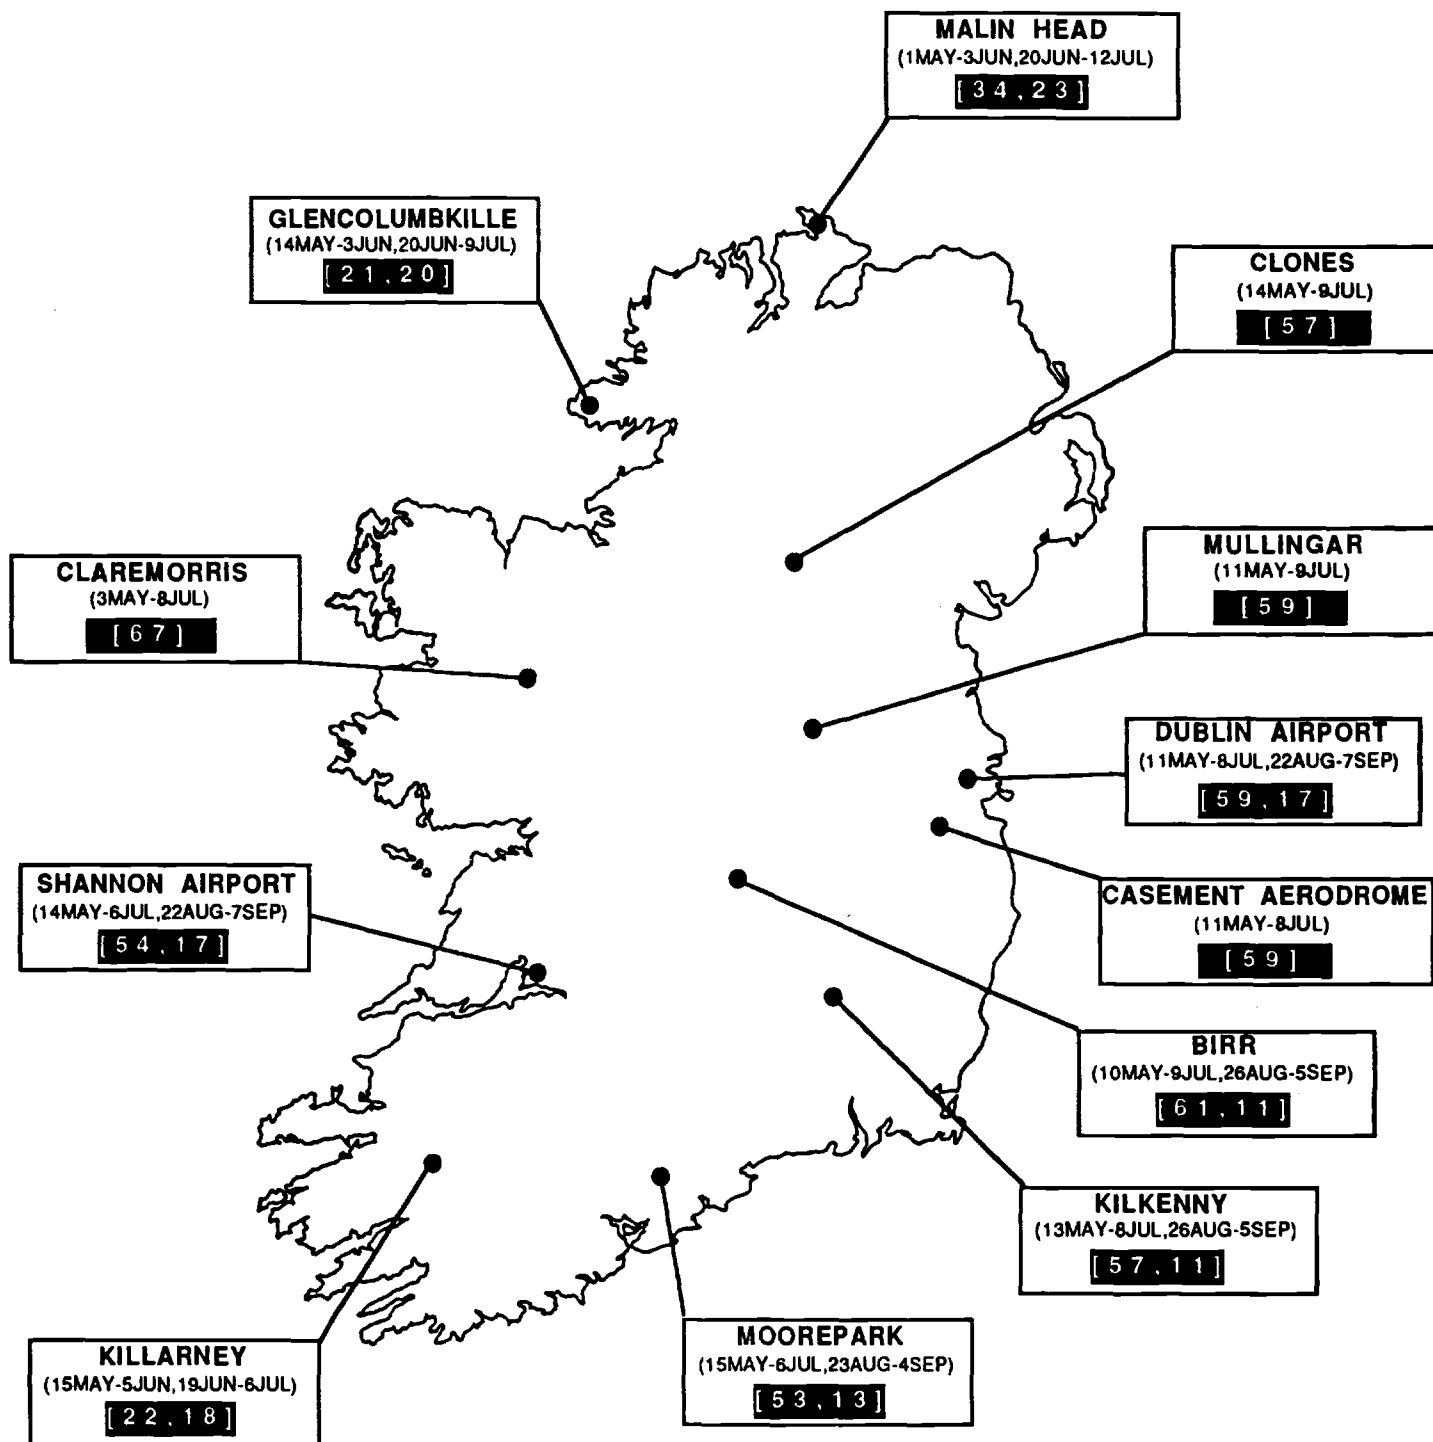 MALIN HEAD
(1MAY-3JUN,20JUN-12JUL)
[34,23]
GLENCOLUMBKILLE
(14MAY-3JUN,20JUN-9JUL)
[21,20]
CLONES
(14MAY-9JUL)
[57]
MULLINGAR
(11MAY-9JUL)
[59]
CLAREMORRIS
(3MAY-8JUL)
[67]
DUBLIN AIRPORT
(11MAY-8JUL,22AUG-7SEP)
[59,17]
SHANNON AIRPORT
(14MAY-6JUL,22AUG-7SEP)
[54,17]
CASEMENT AERODROME
(11MAY-8JUL)
[59]
BIRR
(10MAY-9JUL,26AUG-5SEP)
[61,11]
KILKENNY
(13MAY-8JUL,26AUG-5SEP)
[57,11]
MOOREPARK
(15MAY-6JUL,23AUG-4SEP)
[53,13]
KILLARNEY
(15MAY-5JUN,19JUN-6JUL)
[22,18]